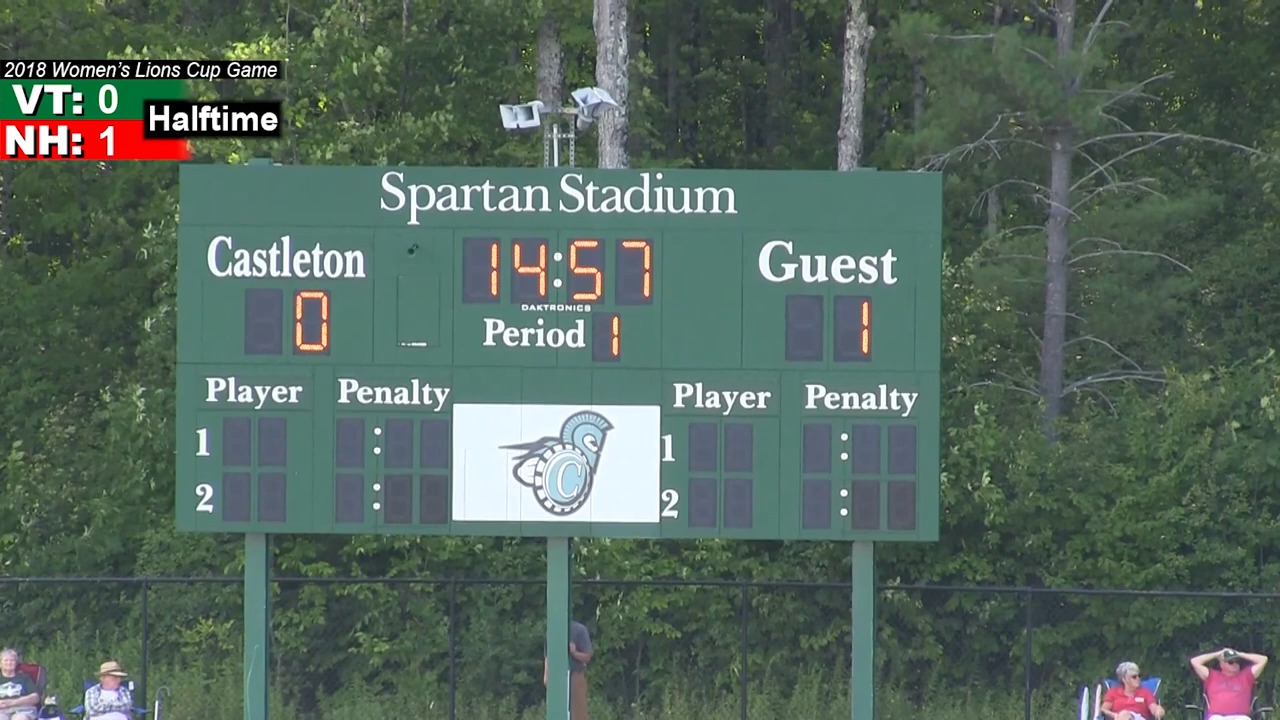 2018 Women's Lions Cup Game
VT: 0
NH: 1
Halftime
Spartan Stadium
Castleton
14:57
Guest
0
DAKTRONICS
1
Period 1
Player
Penalty
Player
Penalty
1
:
1
:
2
:
C
2
: